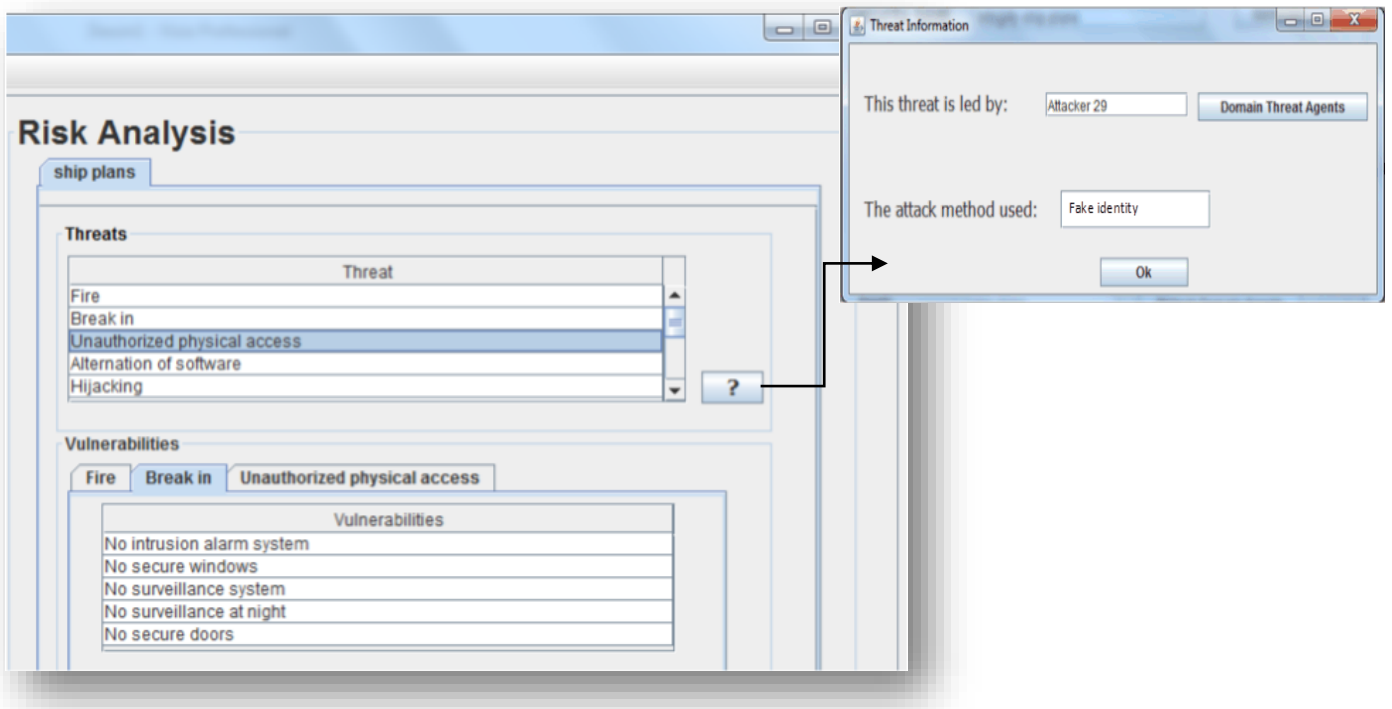 Risk Analysis
ship plans
Threats
Threat
Fire
Break in
Unauthorized physical access
Alternation of software
Hijacking
?
Vulnerabilities
Fire Break in Unauthorized physical access
Vulnerabilities
No intrusion alarm system
No secure windows
No surveillance system
No surveillance at night
No secure doors
Threat Information
This threat is led by: Attacker 29 Domain Threat Agents
The attack method used: Fake identity
Ok